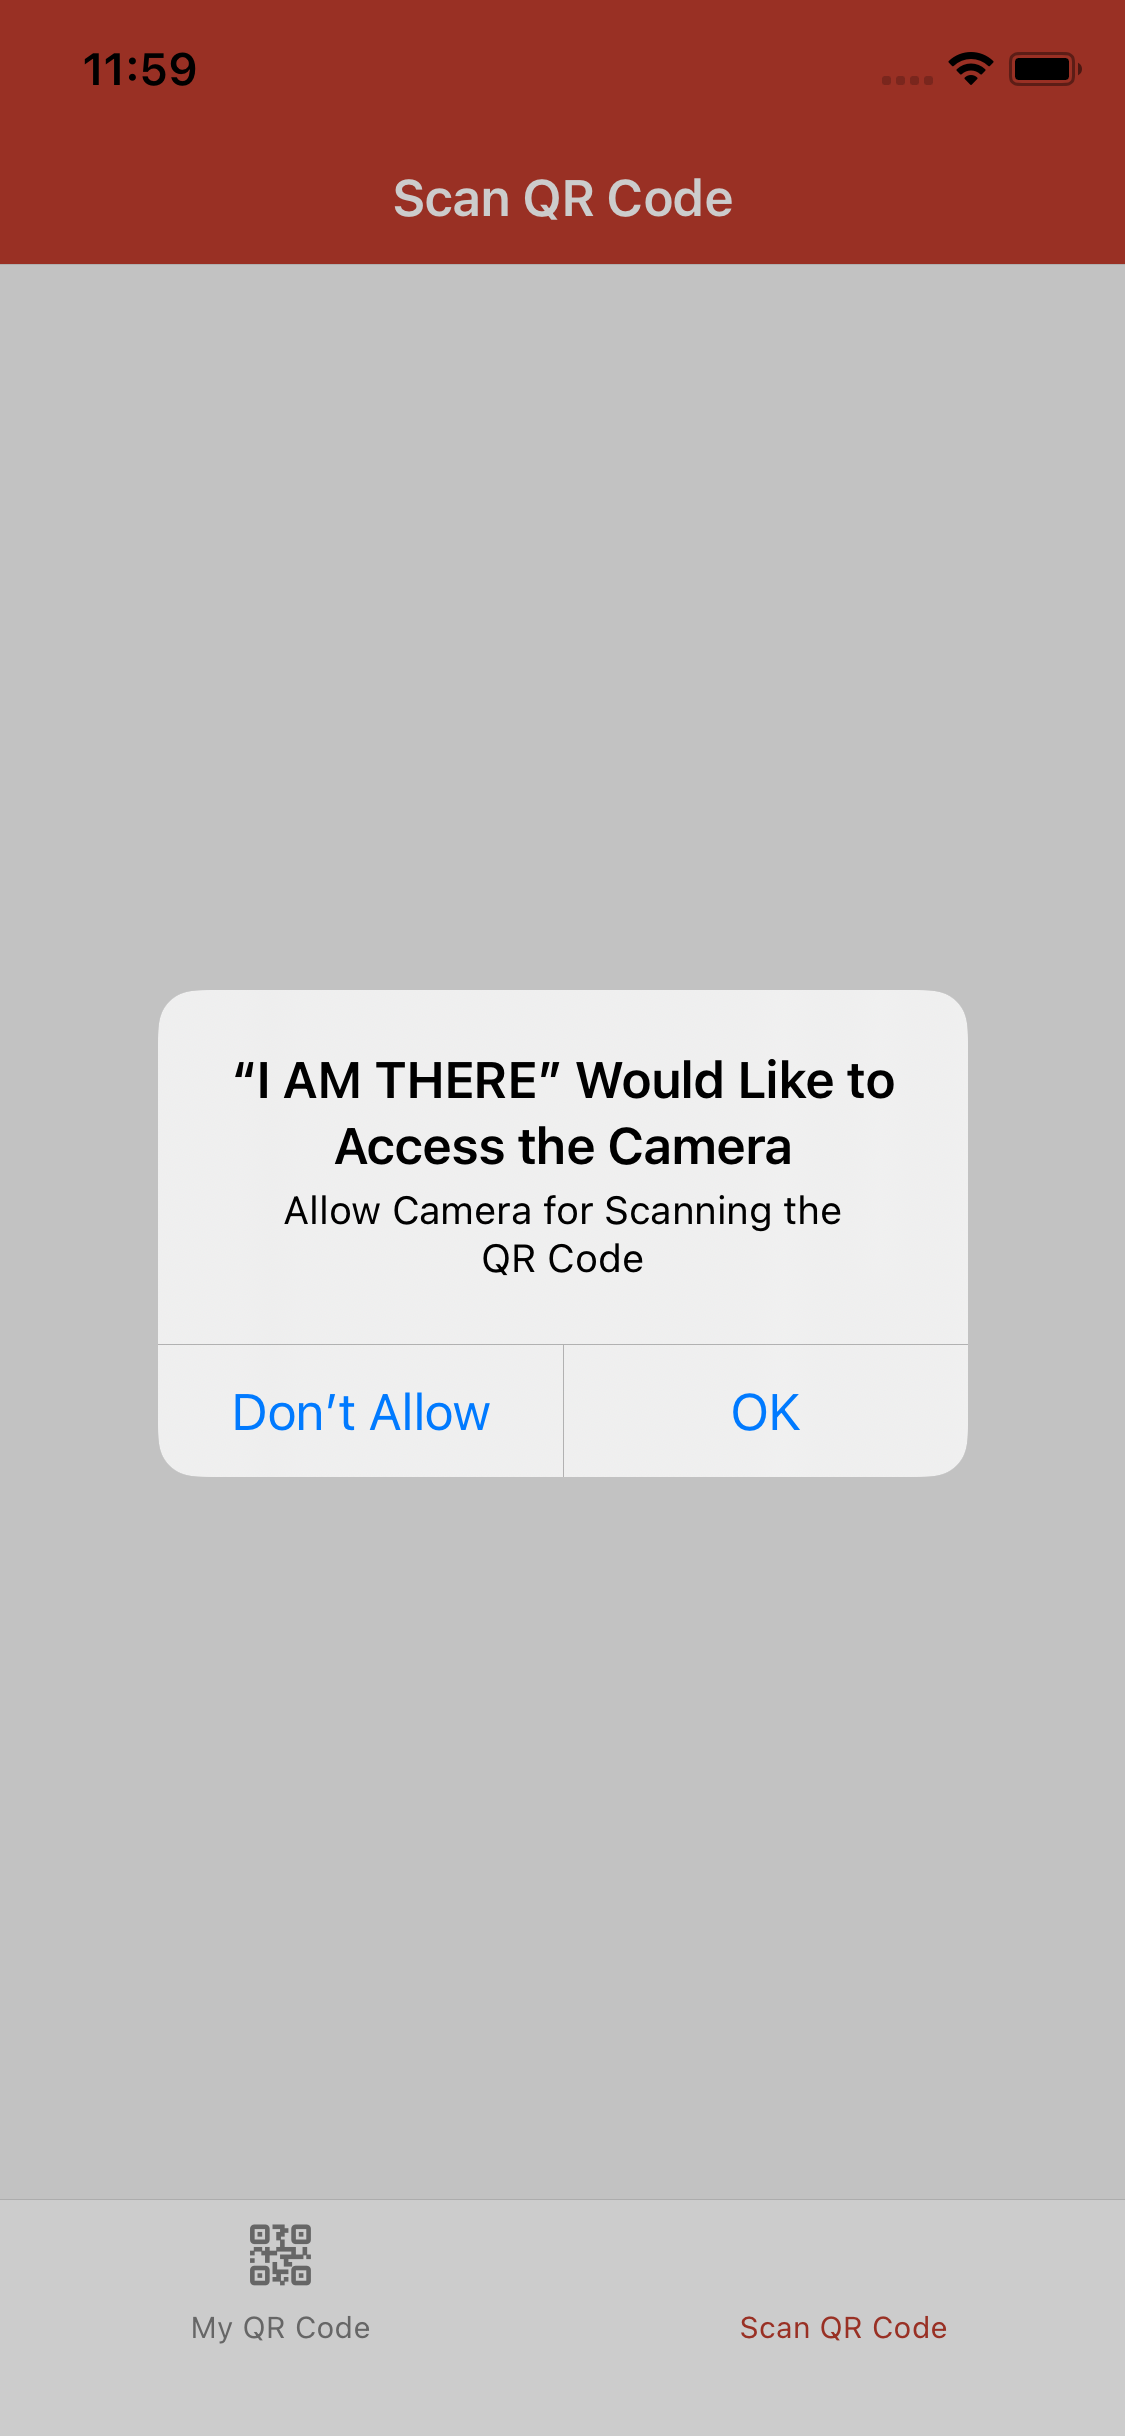 11:59
Scan QR Code
“I AM THERE” Would Like to
Access the Camera
Allow Camera for Scanning the
QR Code
Don’t Allow
OK
My QR Code
Scan QR Code